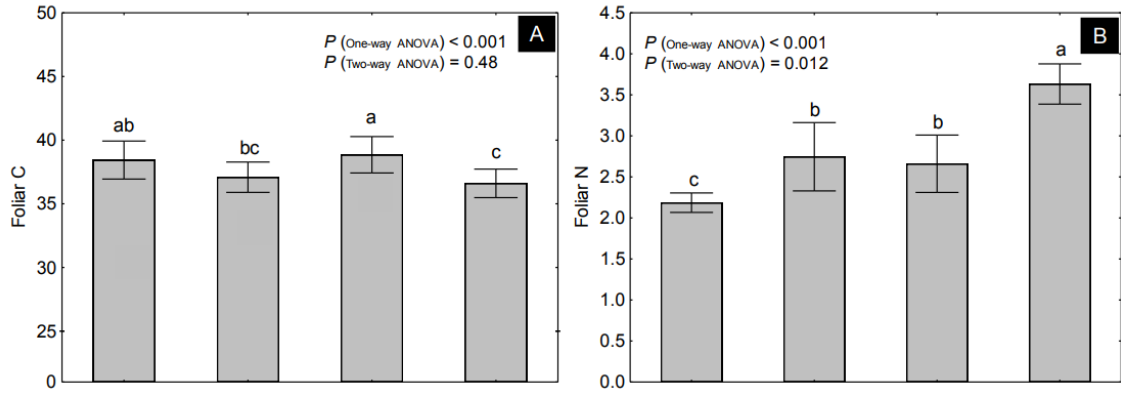 50
45
40
35
30
25
0
Foliar C
A
P (One-way ANOVA) < 0.001
P (Two-way ANOVA) = 0.48
ab
bc
a
c
4.5
4.0
3.5
3.0
2.5
2.0
1.5
1.0
0.5
0.0
Foliar N
B
P (One-way ANOVA) < 0.001
P (Two-way ANOVA) = 0.012
c
b
b
a